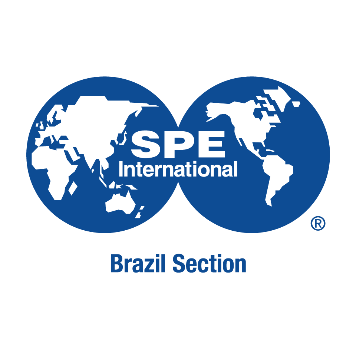 SPE
International
®
Brazil Section